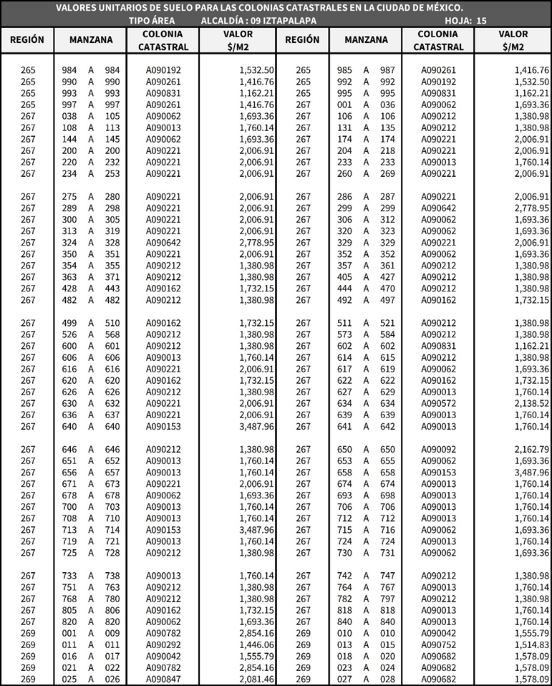 VALORES UNITARIOS DE SUELO PARA LAS COLONIAS CATASTRALES EN LA CIUDAD DE MÉXICO.
TIPO ÁREA ALCALDÍA : 09 IZTAPALAPA HOJA: 15
REGIÓN MANZANA COLONIA CATASTRAL VALOR $/M2 REGIÓN MANZANA COLONIA CATASTRAL VALOR $/M2
265 984 A 984 A090192 1,532.50 265 985 A 987 A090261 1,416.76
265 990 A 990 A090261 1,416.76 265 992 A 992 A090192 1,532.50
265 993 A 993 A090831 1,162.21 265 995 A 995 A090831 1,162.21
265 997 A 997 A090261 1,416.76 267 001 A 036 A090062 1,693.36
267 038 A 105 A090062 1,693.36 267 106 A 106 A090212 1,380.98
267 108 A 113 A090013 1,760.14 267 131 A 135 A090212 1,380.98
267 144 A 145 A090062 1,693.36 267 174 A 174 A090221 2,006.91
267 200 A 200 A090221 2,006.91 267 204 A 218 A090221 2,006.91
267 220 A 232 A090221 2,006.91 267 233 A 233 A090013 1,760.14
267 234 A 253 A090221 2,006.91 267 260 A 269 A090221 2,006.91
267 275 A 280 A090221 2,006.91 267 286 A 287 A090221 2,006.91
267 289 A 298 A090221 2,006.91 267 299 A 299 A090642 2,778.95
267 300 A 305 A090221 2,006.91 267 306 A 312 A090062 1,693.36
267 313 A 319 A090221 2,006.91 267 320 A 323 A090062 1,693.36
267 324 A 328 A090642 2,778.95 267 329 A 329 A090221 2,006.91
267 350 A 351 A090221 2,006.91 267 352 A 352 A090062 1,693.36
267 354 A 355 A090212 1,380.98 267 357 A 361 A090212 1,380.98
267 363 A 371 A090212 1,380.98 267 405 A 427 A090212 1,380.98
267 428 A 443 A090162 1,732.15 267 444 A 470 A090212 1,380.98
267 482 A 482 A090212 1,380.98 267 492 A 497 A090162 1,732.15
267 499 A 510 A090162 1,732.15 267 511 A 521 A090212 1,380.98
267 526 A 568 A090212 1,380.98 267 573 A 584 A090212 1,380.98
267 600 A 601 A090212 1,380.98 267 602 A 602 A090831 1,162.21
267 606 A 606 A090013 1,760.14 267 614 A 615 A090212 1,380.98
267 616 A 616 A090221 2,006.91 267 617 A 619 A090062 1,693.36
267 620 A 620 A090162 1,732.15 267 622 A 622 A090162 1,732.15
267 626 A 626 A090212 1,380.98 267 627 A 629 A090013 1,760.14
267 630 A 632 A090221 2,006.91 267 634 A 634 A090572 2,138.52
267 636 A 637 A090221 2,006.91 267 639 A 639 A090013 1,760.14
267 640 A 640 A090153 3,487.96 267 641 A 642 A090013 1,760.14
267 646 A 646 A090212 1,380.98 267 650 A 650 A090092 2,162.79
267 651 A 652 A090013 1,760.14 267 653 A 655 A090062 1,693.36
267 656 A 657 A090013 1,760.14 267 658 A 658 A090153 3,487.96
267 671 A 673 A090221 2,006.91 267 674 A 674 A090013 1,760.14
267 678 A 678 A090062 1,693.36 267 693 A 698 A090013 1,760.14
267 700 A 703 A090013 1,760.14 267 706 A 706 A090013 1,760.14
267 708 A 710 A090013 1,760.14 267 712 A 712 A090013 1,760.14
267 713 A 714 A090153 3,487.96 267 715 A 716 A090062 1,693.36
267 719 A 721 A090013 1,760.14 267 724 A 724 A090013 1,760.14
267 725 A 728 A090212 1,380.98 267 730 A 731 A090062 1,693.36
267 733 A 738 A090013 1,760.14 267 742 A 747 A090212 1,380.98
267 751 A 763 A090212 1,380.98 267 764 A 767 A090013 1,760.14
267 768 A 780 A090212 1,380.98 267 782 A 797 A090212 1,380.98
267 805 A 806 A090162 1,732.15 267 818 A 818 A090013 1,760.14
267 820 A 820 A090062 1,693.36 267 840 A 840 A090013 1,760.14
269 001 A 009 A090782 2,854.16 269 010 A 010 A090042 1,555.79
269 011 A 011 A090292 1,446.06 269 013 A 015 A090752 1,514.83
269 016 A 017 A090042 1,555.79 269 018 A 020 A090682 1,578.09
269 021 A 022 A090782 2,854.16 269 023 A 024 A090682 1,578.09
269 025 A 026 A090847 2,081.46 269 027 A 028 A090682 1,578.09